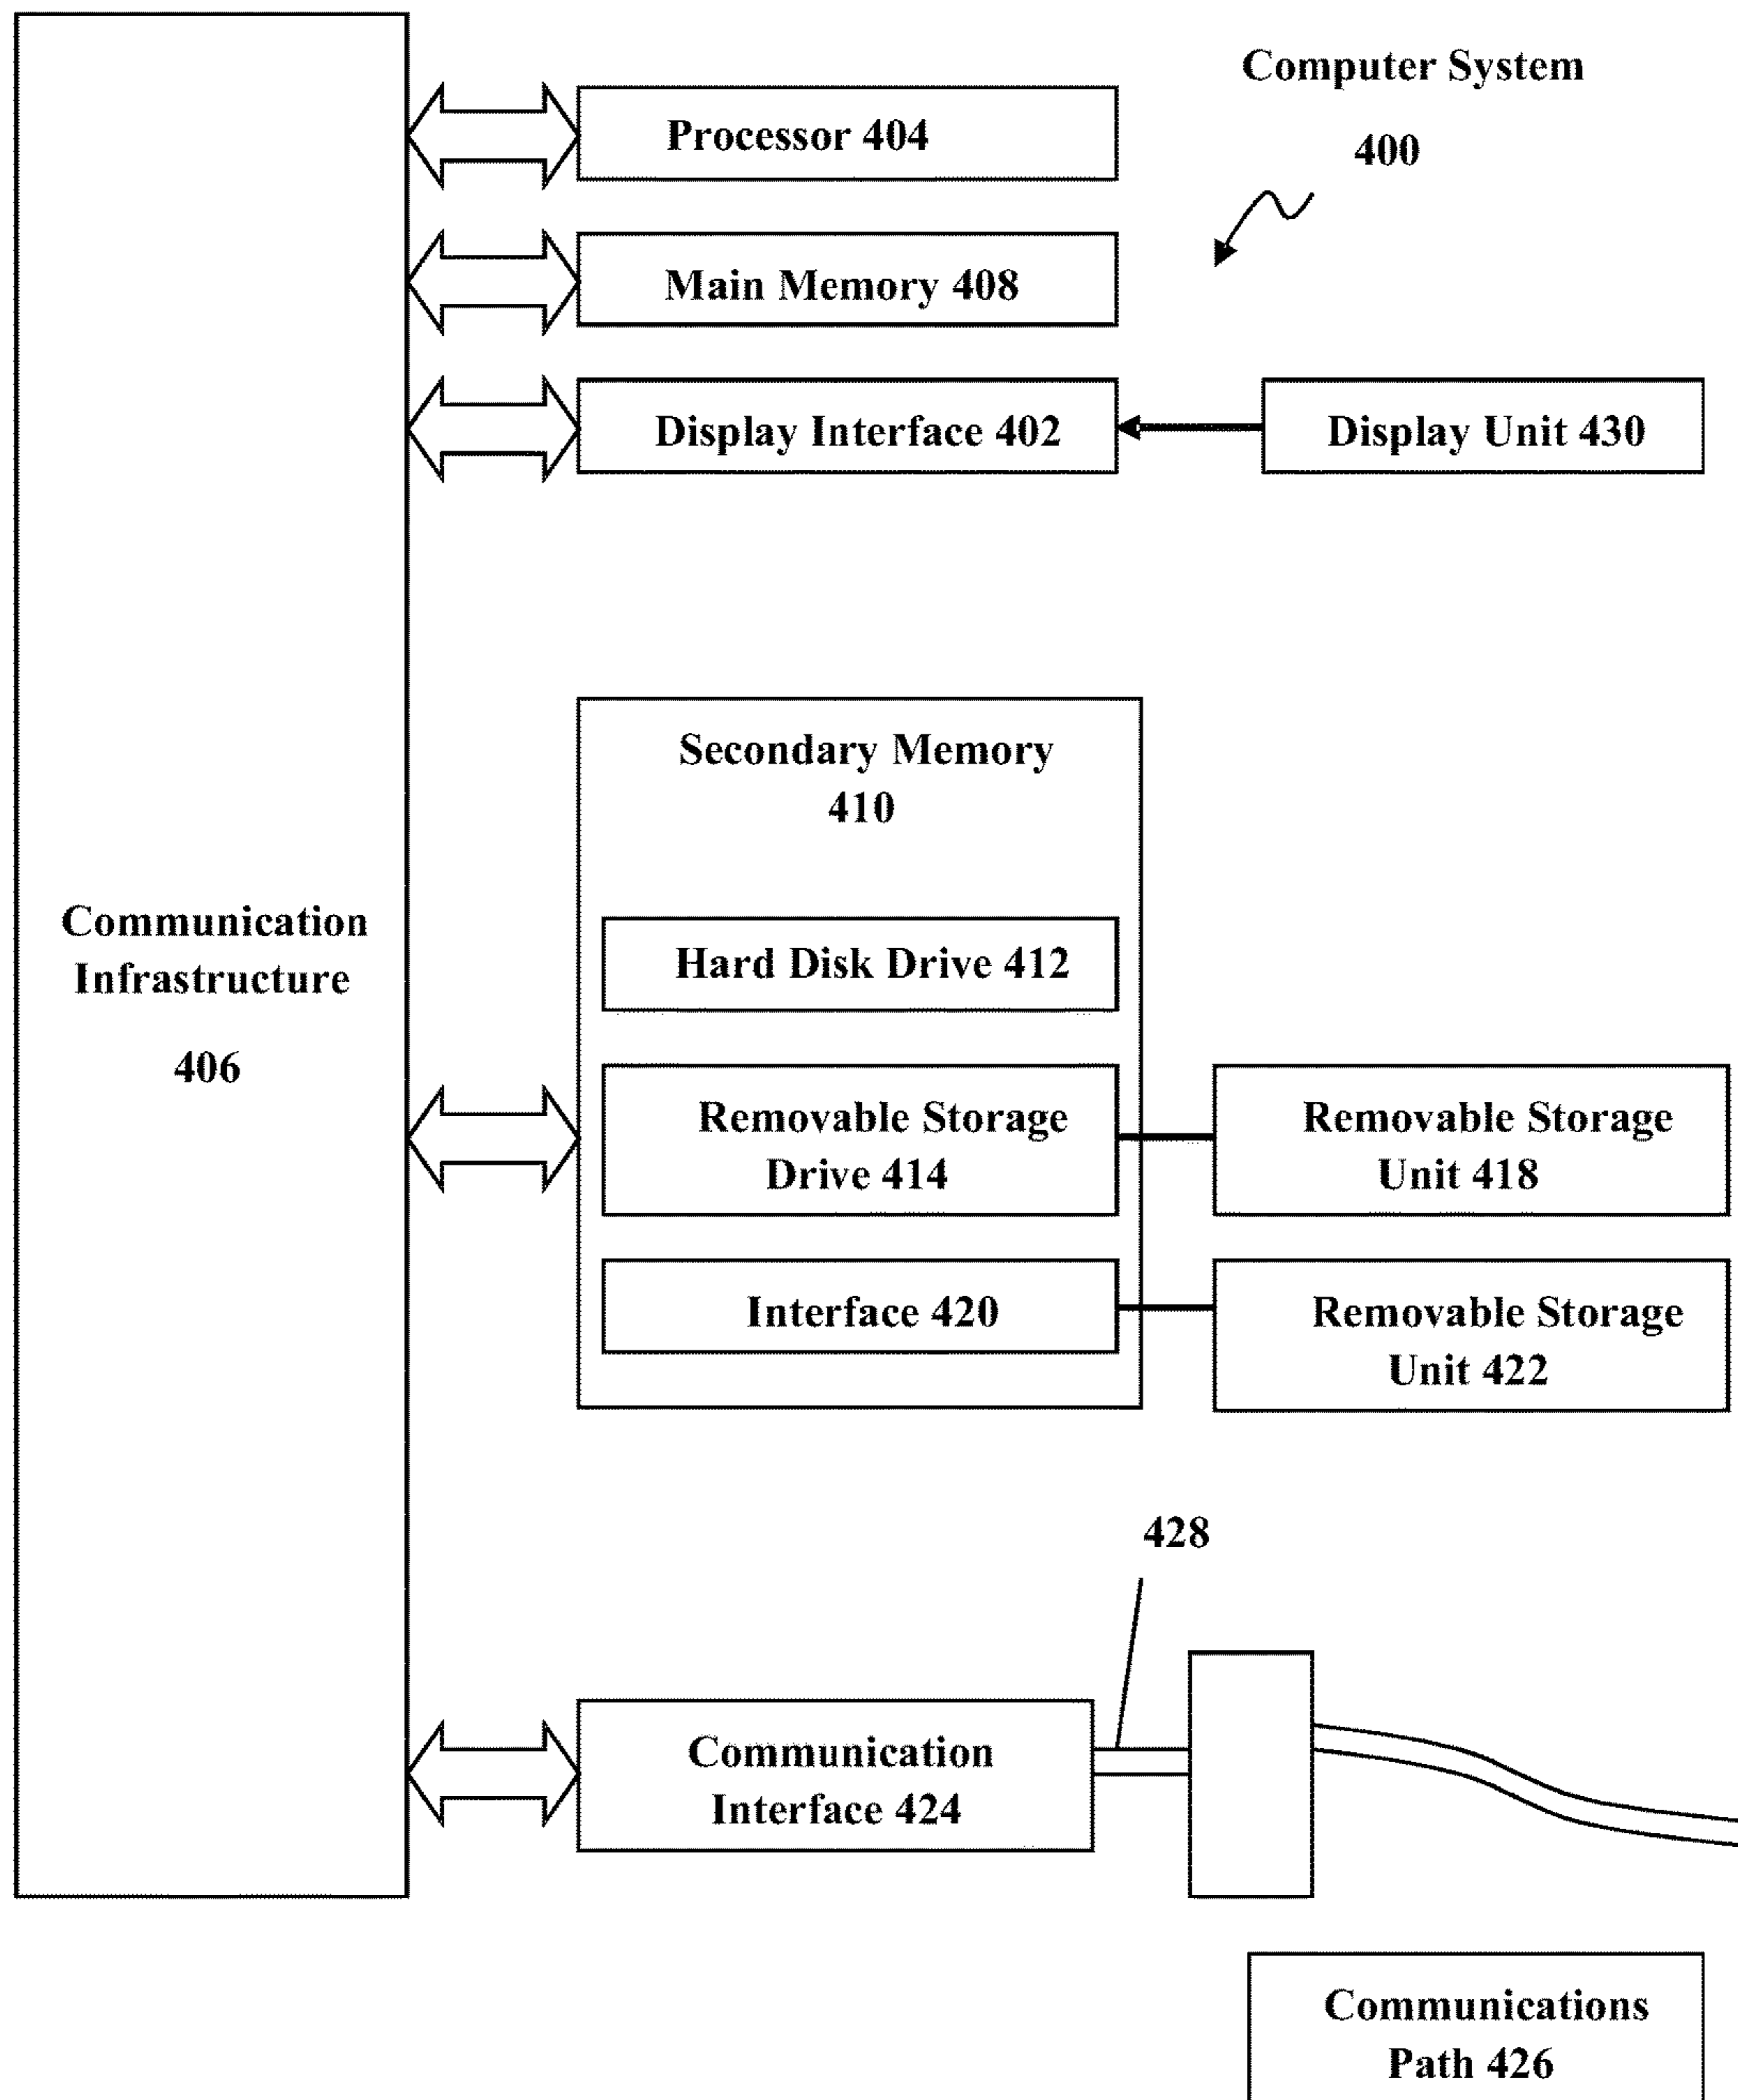 Computer System
400
Processor 404
Main Memory 408
Display Interface 402
Display Unit 430
Secondary Memory
410
Communication
Infrastructure
406
Hard Disk Drive 412
Removable Storage
Drive 414
Removable Storage
Unit 418
Interface 420
Removable Storage
Unit 422
428
Communication
Interface 424
Communications
Path 426